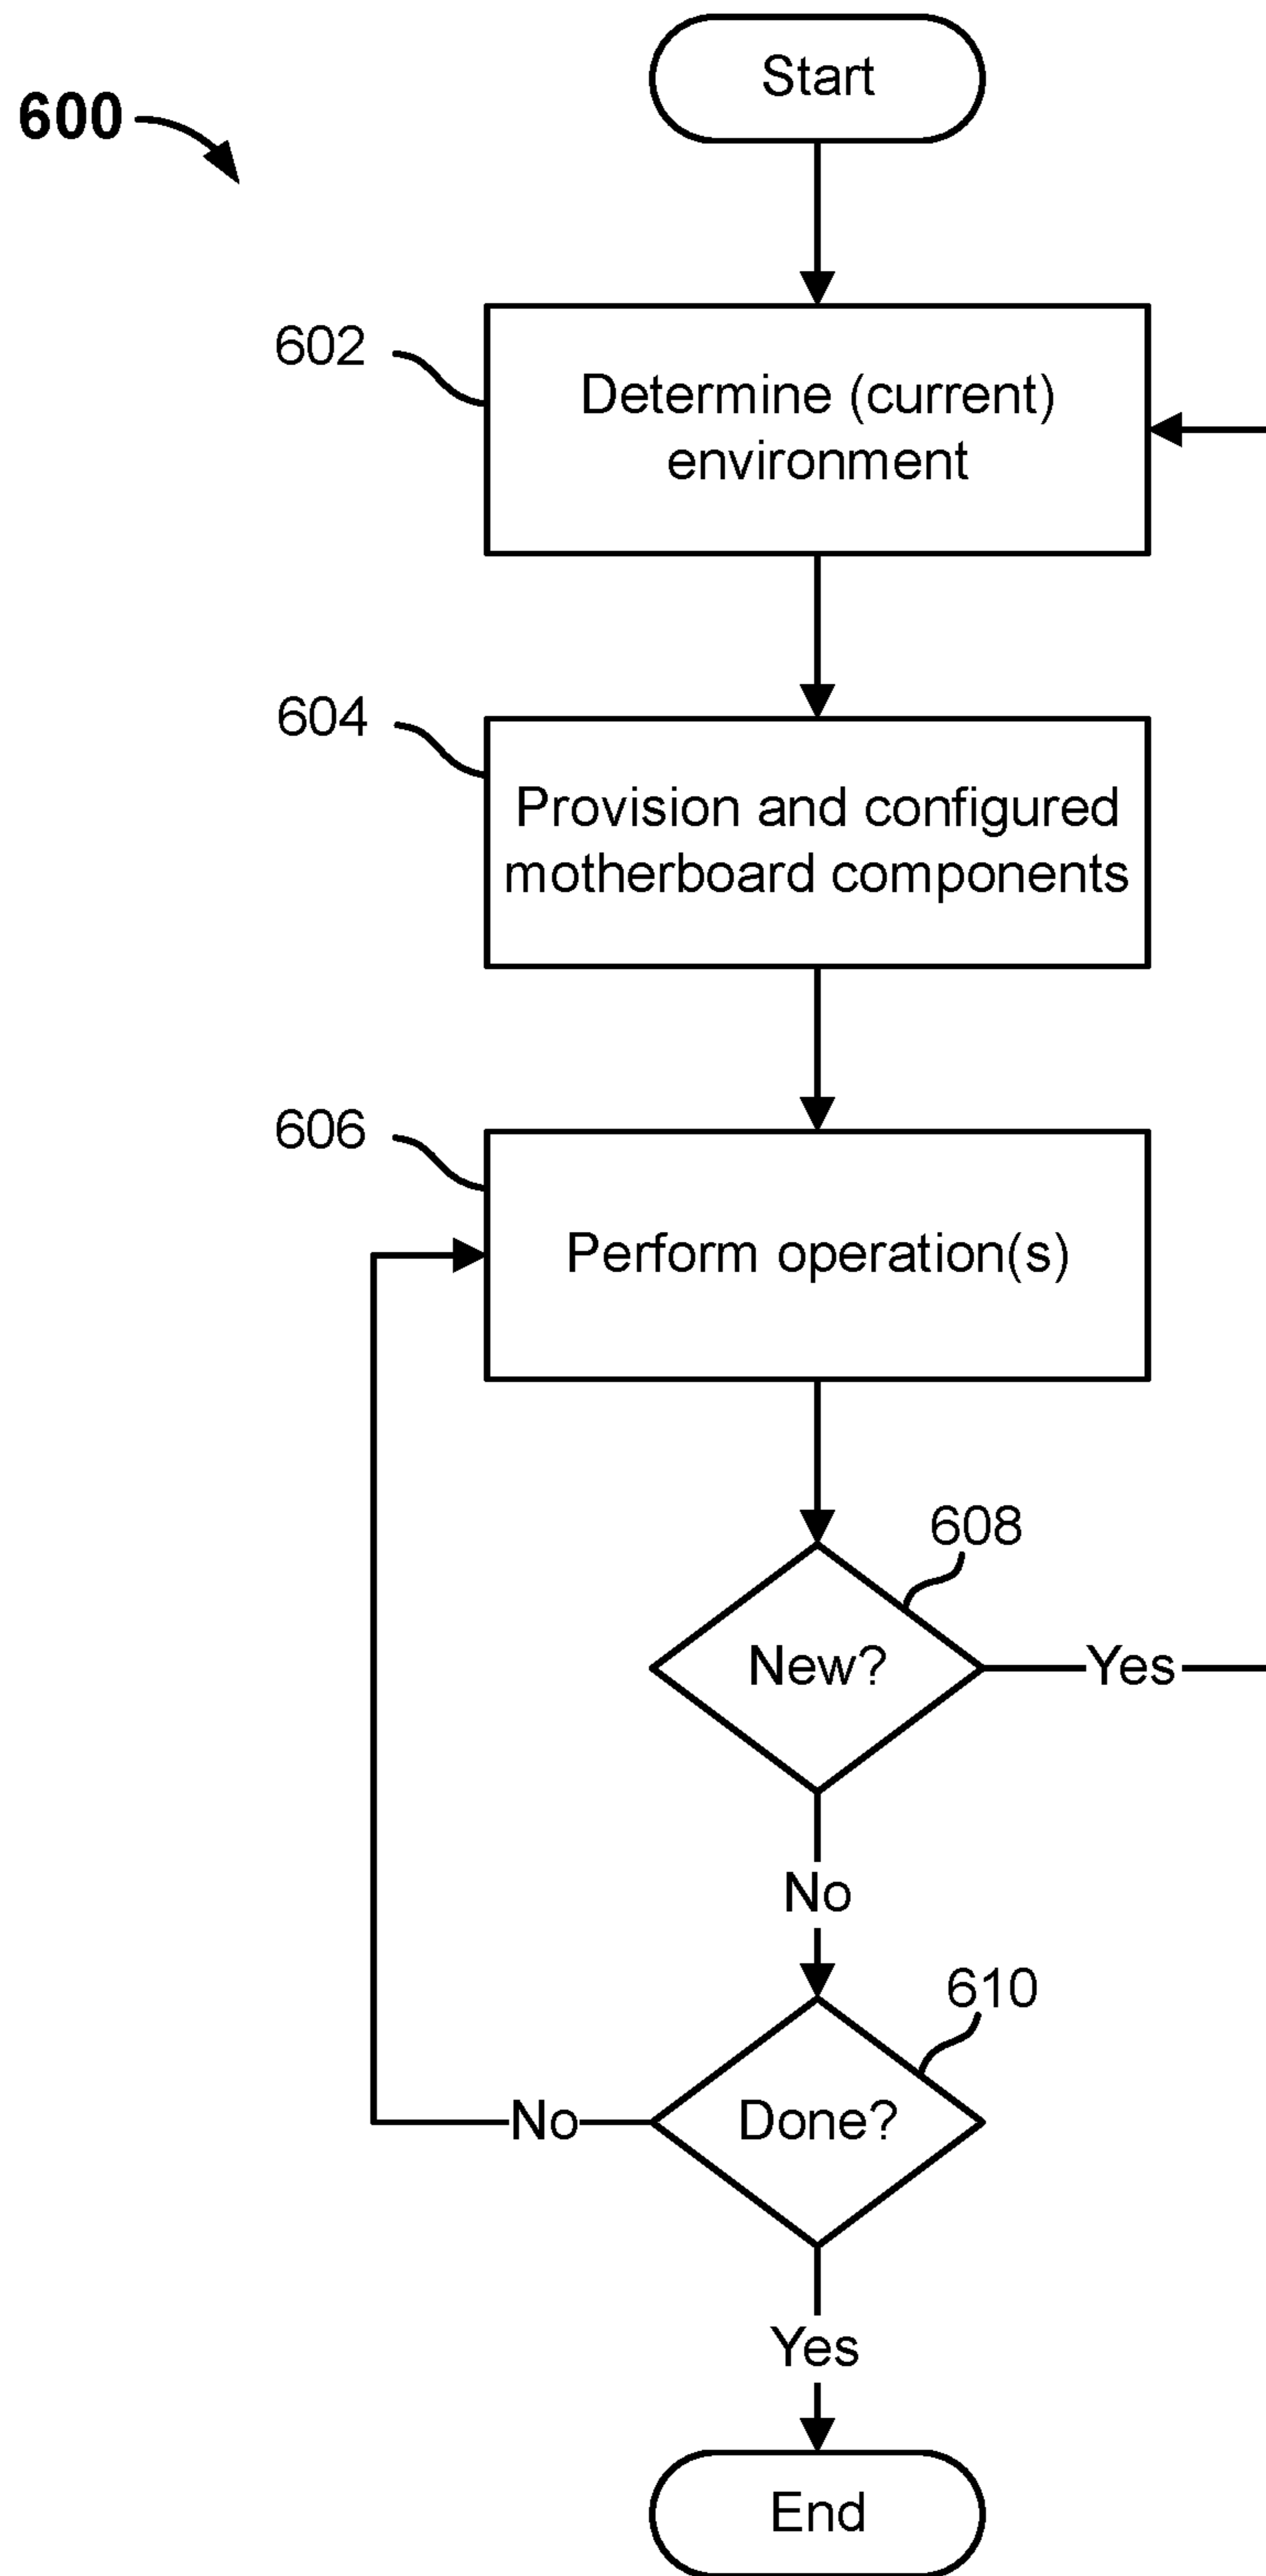 600
Start
602
Determine (current)
environment
604
Provision and configured
motherboard components
606
Perform operation(s)
608
New?
Yes
No
610
Done?
No
Yes
End